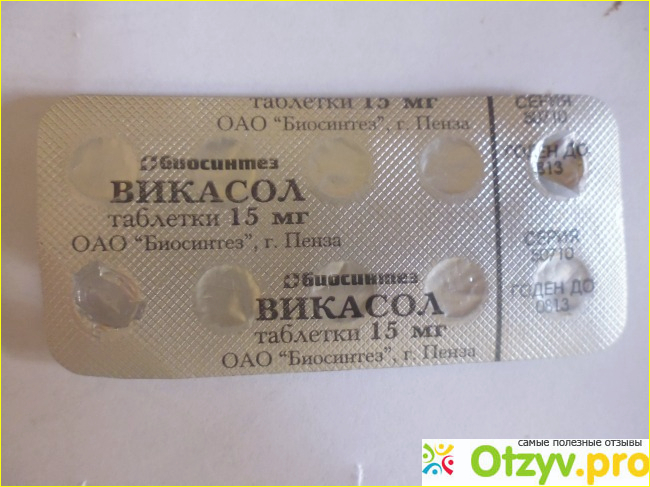 таблетки 15 мг
ОАО "Биосинтез", г. Пенза
СЕРИЯ
50710
ГОДЕН ДО
0813
Биосинтез
ВИКАСОЛ
таблетки 15 мг
ОАО "Биосинтез", г. Пенза
СЕРИЯ
50710
ГОДЕН ДО
0813
Биосинтез
ВИКАСОЛ
таблетки 15 мг
ОАО "Биосинтез", г. Пенза
самые полезные отзывы
Otzyv.pro